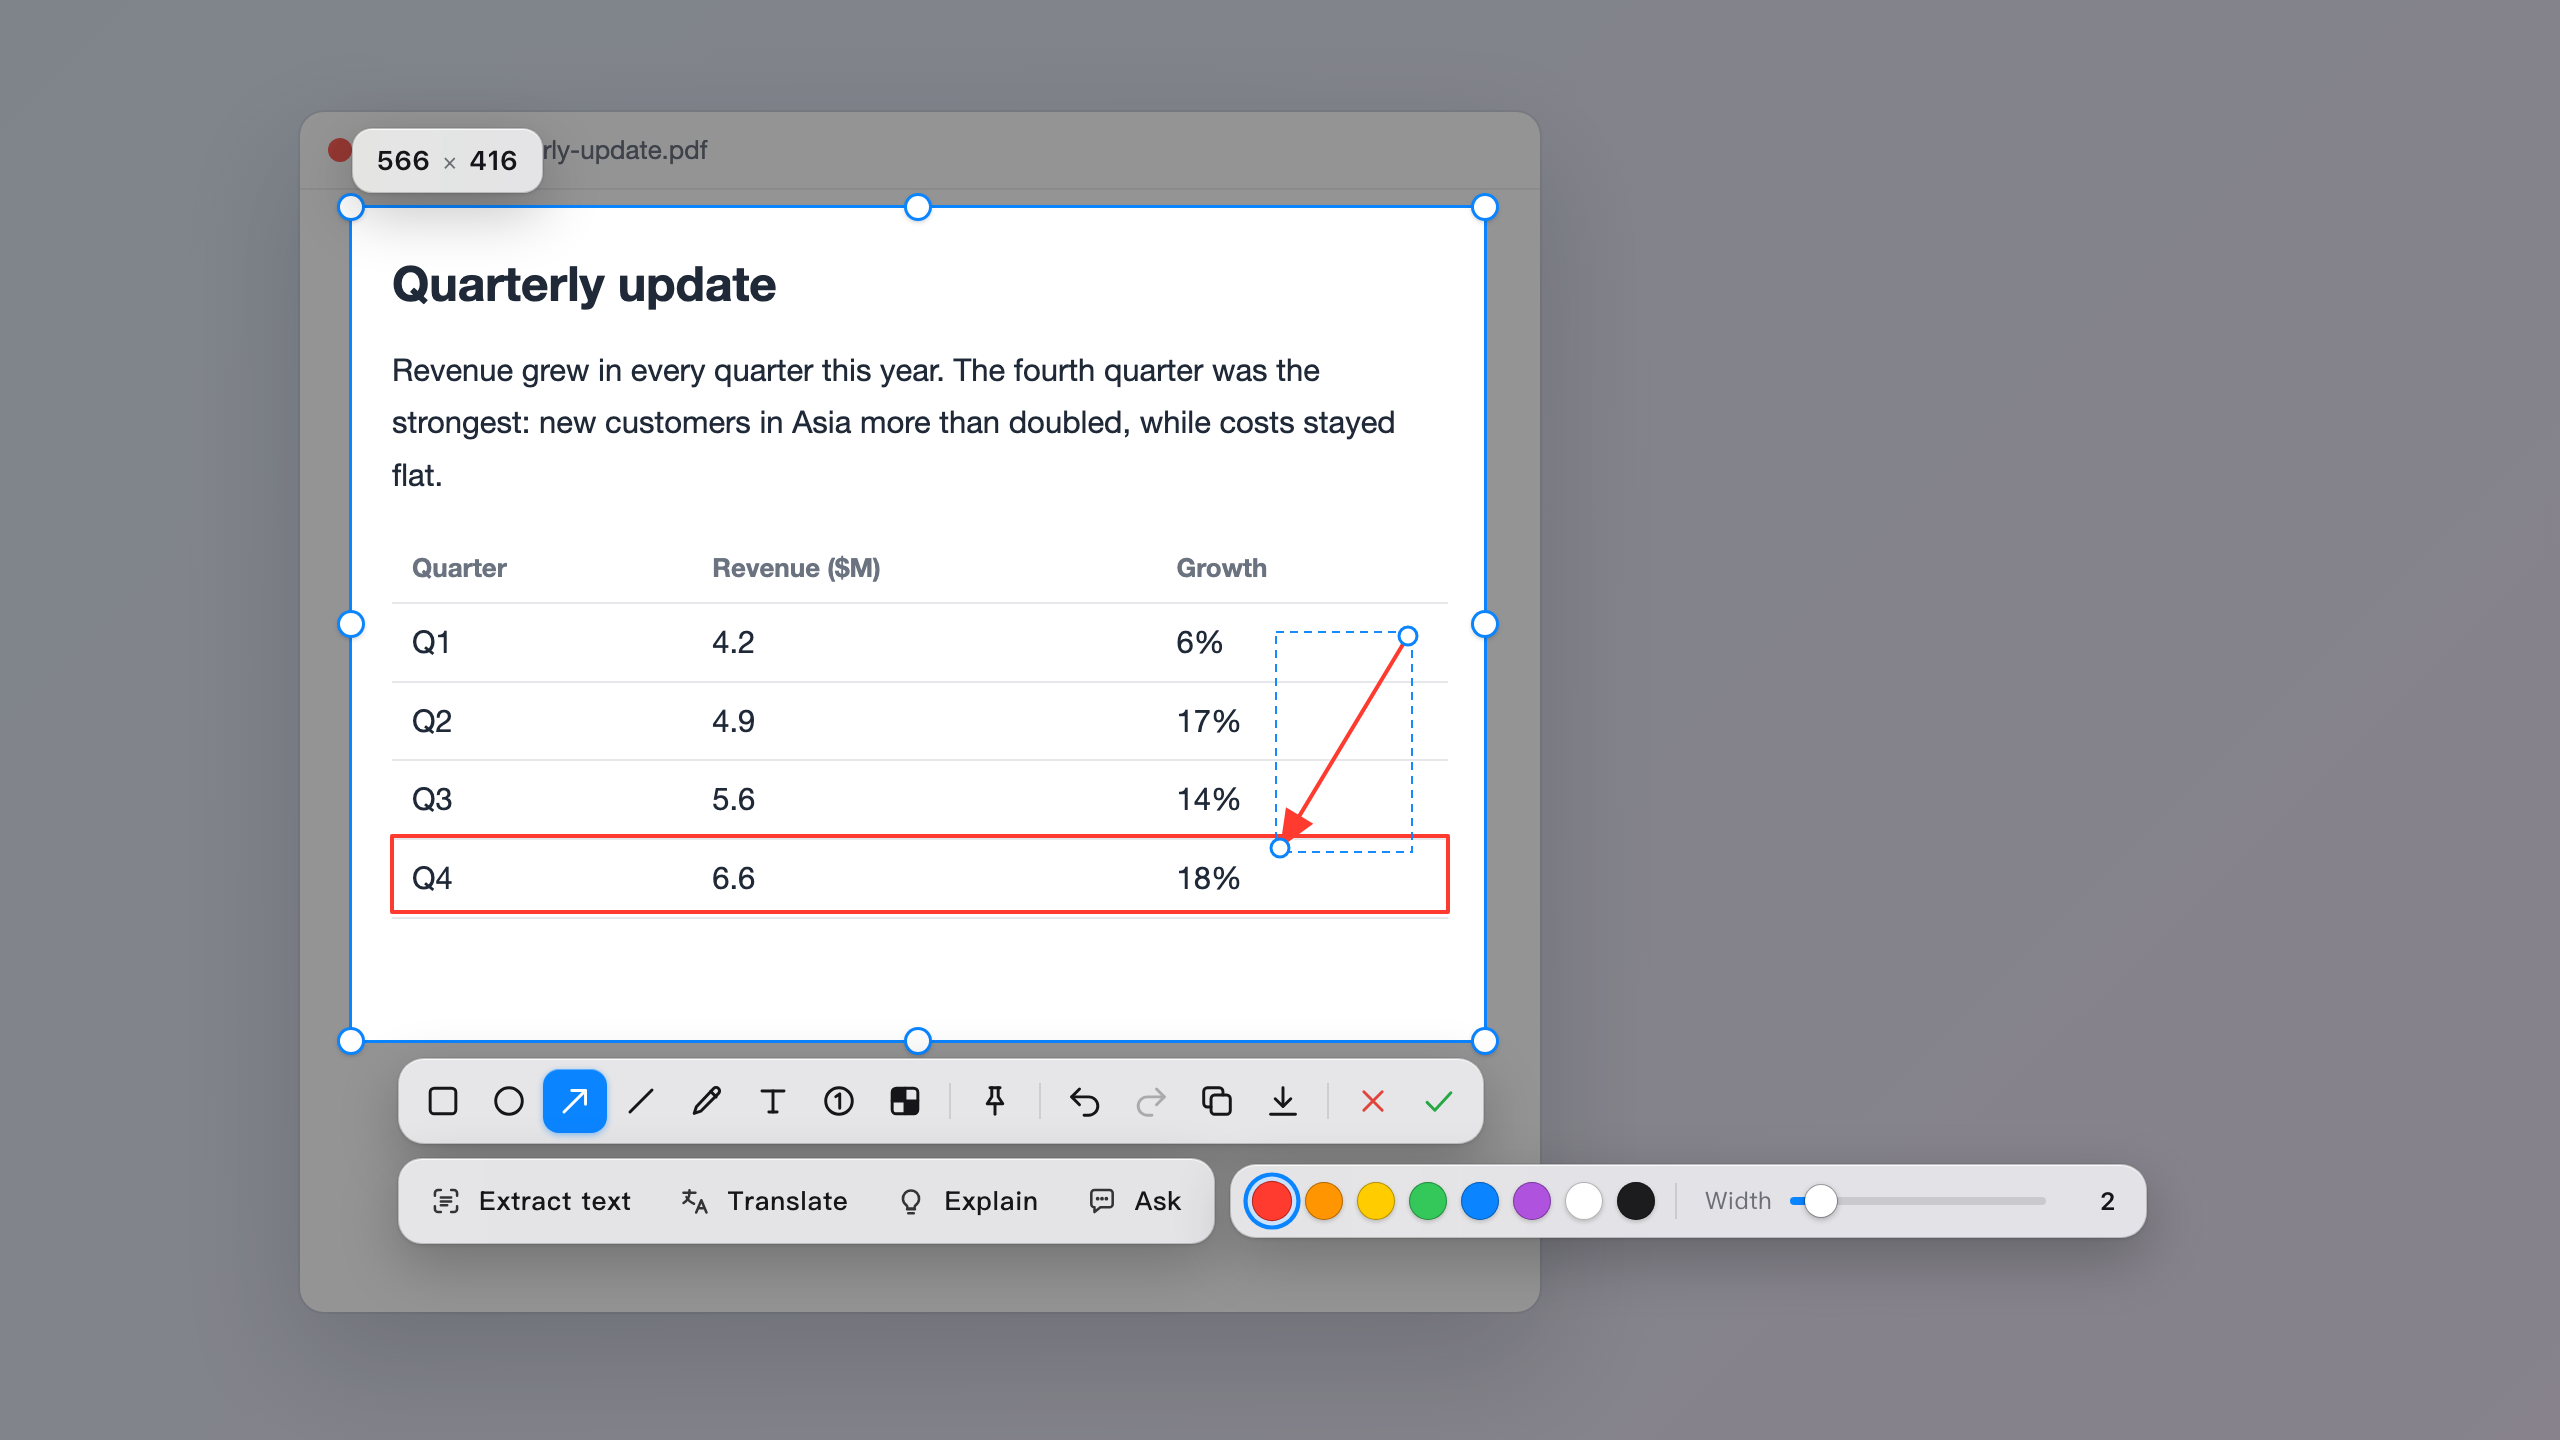 566 × 416
rly-update.pdf
Quarterly update
Revenue grew in every quarter this year. The fourth quarter was the
strongest: new customers in Asia more than doubled, while costs stayed
flat.
Quarter Revenue ($M) Growth
Q1 4.2 6%
Q2 4.9 17%
Q3 5.6 14%
Q4 6.6 18%
Extract text Translate Explain Ask Width 2